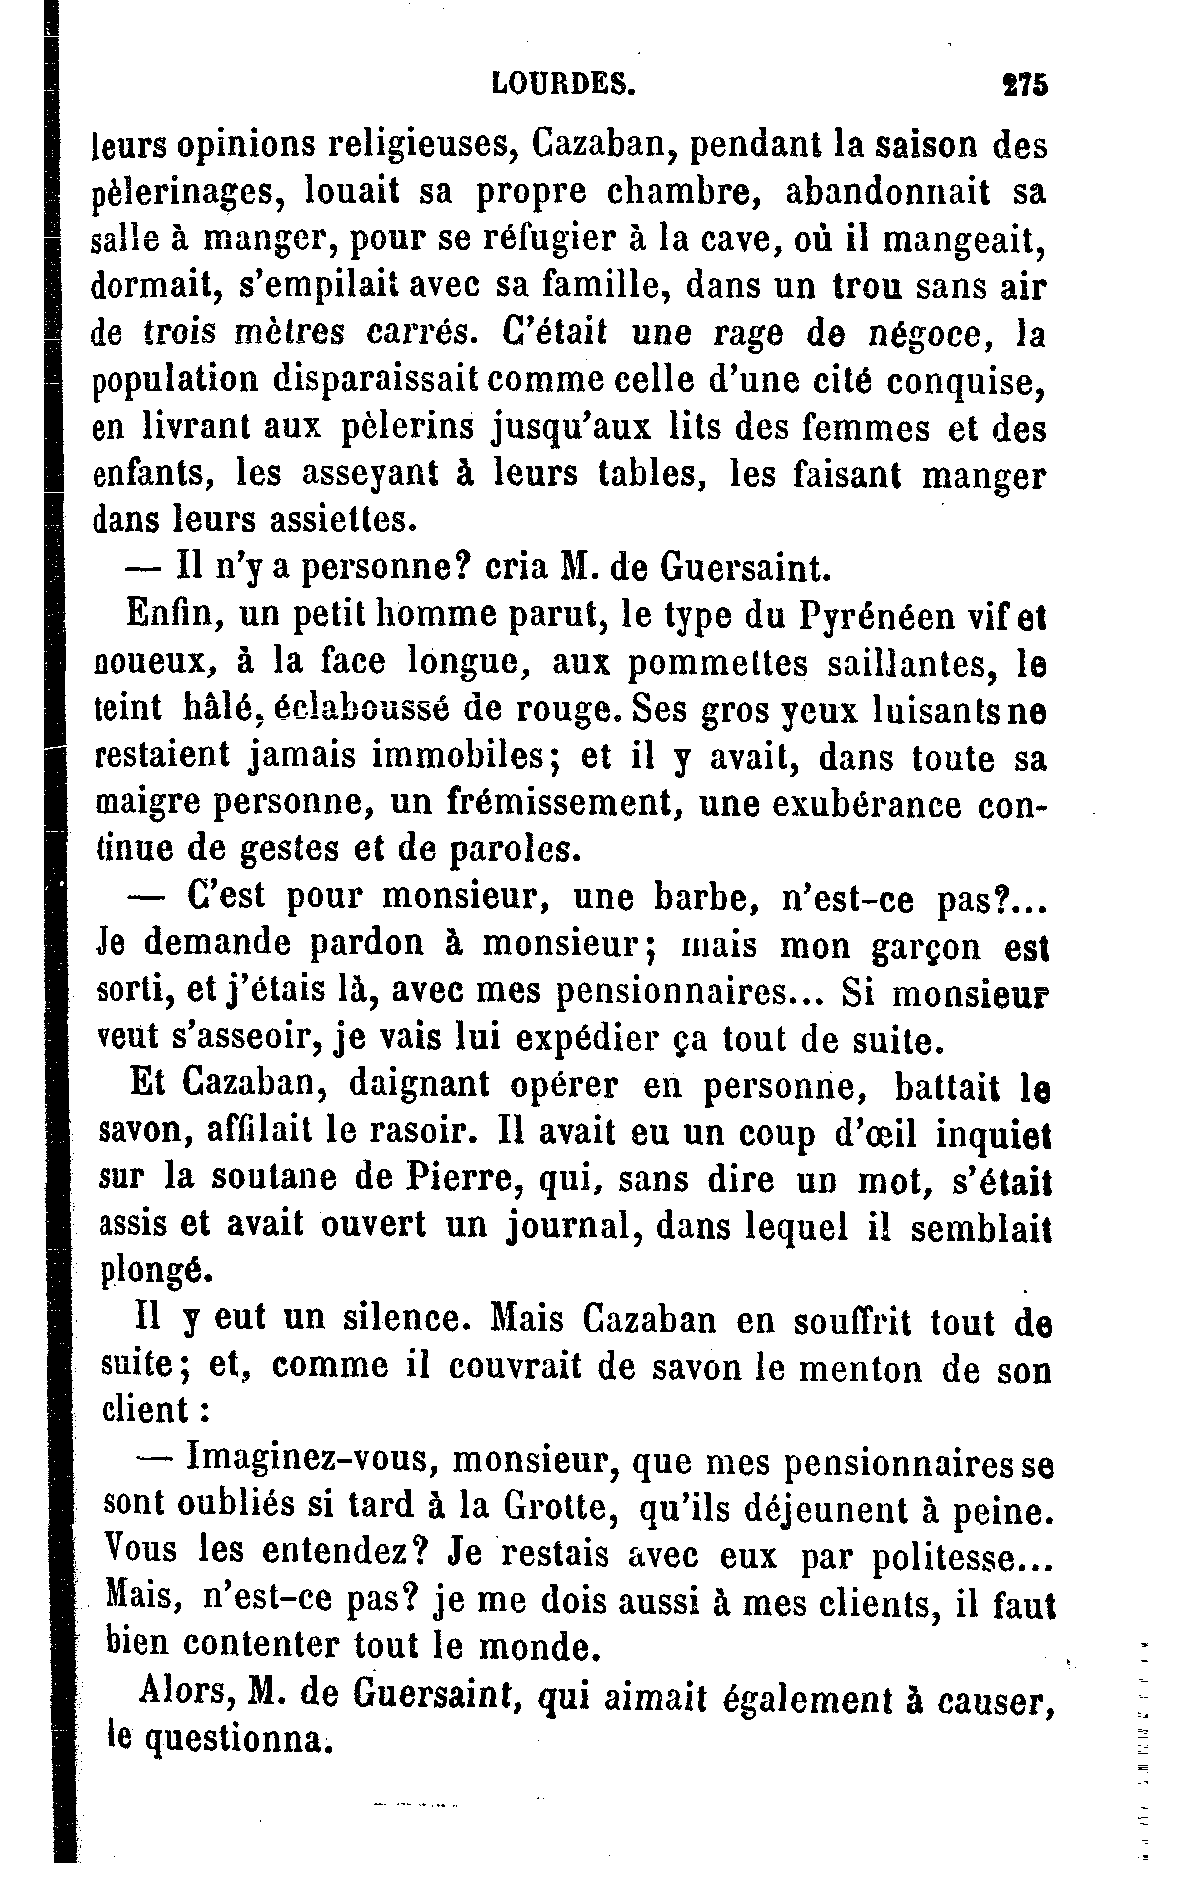 LOURDES. 275
leurs opinions religieuses, Cazaban, pendant la saison des
pèlerinages, louait sa propre chambre, abandonnait sa
salle à manger, pour se réfugier à la cave, où il mangeait,
dormait, s'empilait avec sa famille, dans un trou sans air
de trois mètres carrés. C'était une rage de négoce, la
population disparaissait comme celle d'une cité conquise,
en livrant aux pèlerins jusqu'aux lits des femmes et des
enfants, les asseyant à leurs tables, les faisant manger
dans leurs assiettes.
— Il n'y a personne? cria M. de Guersaint.
Enfin, un petit homme parut, le type du Pyrénéen vif et
noueux, à la face longue, aux pommettes saillantes, le
teint hâlé, éclaboussé de rouge. Ses gros yeux luisants ne
restaient jamais immobiles; et il y avait, dans toute sa
maigre personne, un frémissement, une exubérance con-
tinue de gestes et de paroles.
— C'est pour monsieur, une barbe, n'est-ce pas?...
Je demande pardon à monsieur; mais mon garçon est
sorti, et j'étais là, avec mes pensionnaires... Si monsieur
veut s'asseoir, je vais lui expédier ça tout de suite.
Et Cazaban, daignant opérer en personne, battait le
savon, affilait le rasoir. Il avait eu un coup d'œil inquiet
sur la soutane de Pierre, qui, sans dire un mot, s'était
assis et avait ouvert un journal, dans lequel il semblait
plongé.
Il y eut un silence. Mais Cazaban en souffrit tout de
suite; et, comme il couvrait de savon le menton de son
client :
— Imaginez-vous, monsieur, que mes pensionnaires se
sont oubliés si tard à la Grotte, qu'ils déjeunent à peine.
Vous les entendez? Je restais avec eux par politesse...
Mais, n'est-ce pas? je me dois aussi à mes clients, il faut
bien contenter tout le monde.
Alors, M. de Guersaint, qui aimait également à causer,
le questionna.